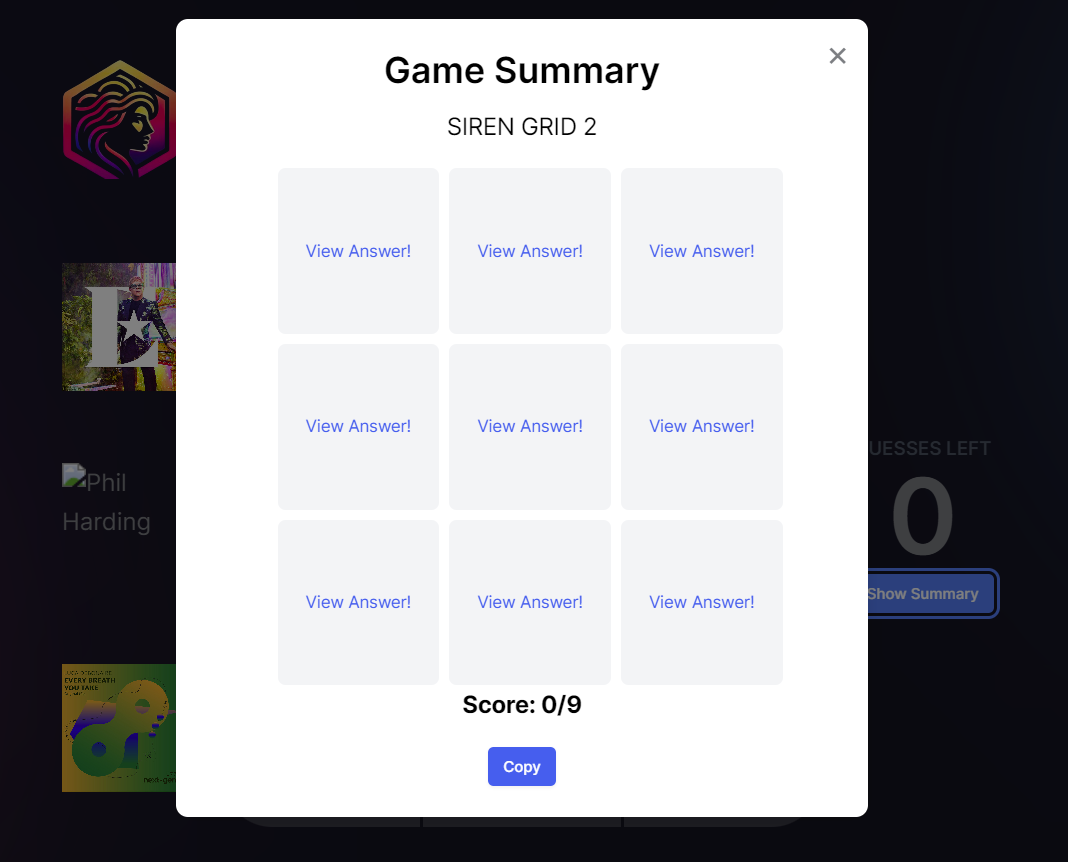 Game Summary
SIREN GRID 2
View Answer! View Answer! View Answer!
View Answer! View Answer! View Answer!
View Answer! View Answer! View Answer!
Score: 0/9
Copy
E
Phil
Harding
EVERY BREATH
YOU TAKE
UESSES LEFT
0
Show Summary